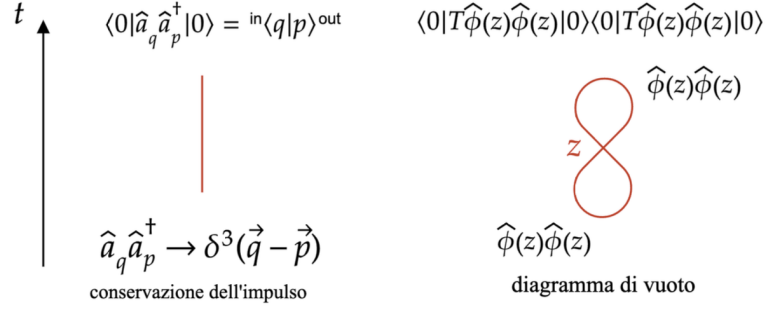 t
⟨0|â_q â_p^†|0⟩ = ^in⟨q|p⟩^out
â_q â_p^† → δ³(q⃗ − p⃗)
conservazione dell'impulso
⟨0|Tϕ̂(z)ϕ̂(z)|0⟩⟨0|Tϕ̂(z)ϕ̂(z)|0⟩
ϕ̂(z)ϕ̂(z)
z
ϕ̂(z)ϕ̂(z)
diagramma di vuoto